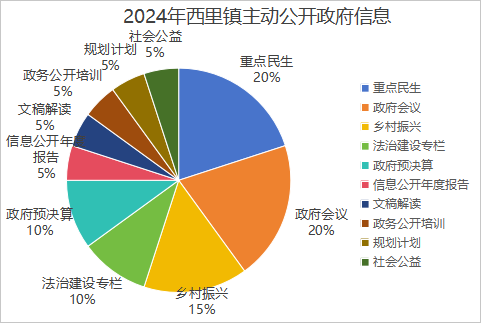 2024年西里镇主动公开政府信息
社会公益
5%
规划计划
5%
政务公开培训
5%
文稿解读
5%
信息公开年度
报告
5%
政府预决算
10%
法治建设专栏
10%
乡村振兴
15%
政府会议
20%
重点民生
20%
重点民生
政府会议
乡村振兴
法治建设专栏
政府预决算
信息公开年度报告
文稿解读
政务公开培训
规划计划
社会公益